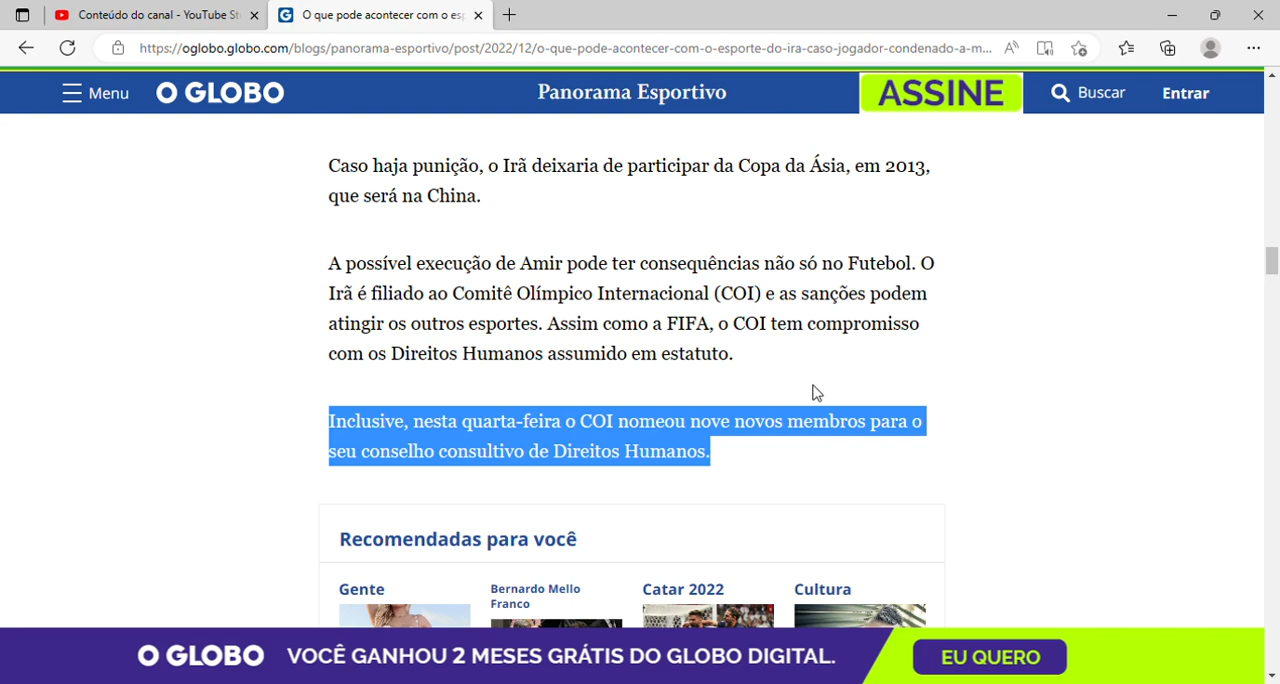 Conteúdo do canal - YouTube St
O que pode acontecer com o esp
https://oglobo.globo.com/blogs/panorama-esportivo/post/2022/12/o-que-pode-acontecer-com-o-esporte-do-ira-caso-jogador-condenado-a-m...
Menu
O GLOBO
Panorama Esportivo
ASSINE
Buscar
Entrar
Caso haja punição, o Irã deixaria de participar da Copa da Ásia, em 2013,
que será na China.
A possível execução de Amir pode ter consequências não só no Futebol. O
Irã é filiado ao Comitê Olímpico Internacional (COI) e as sanções podem
atingir os outros esportes. Assim como a FIFA, o COI tem compromisso
com os Direitos Humanos assumido em estatuto.
Inclusive, nesta quarta-feira o COI nomeou nove novos membros para o
seu conselho consultivo de Direitos Humanos.
Recomendadas para você
Gente
Bernardo Mello
Franco
Catar 2022
Cultura
O GLOBO VOCÊ GANHOU 2 MESES GRÁTIS DO GLOBO DIGITAL. EU QUERO